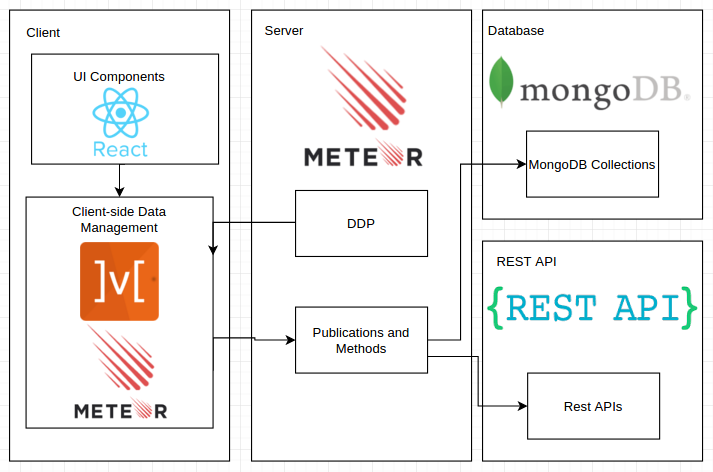 Client
UI Components
React
Client-side Data
Management
]v[
METEOR
Server
METEOR
DDP
Publications and
Methods
Database
mongoDB®
MongoDB Collections
REST API
{REST API}
Rest APIs